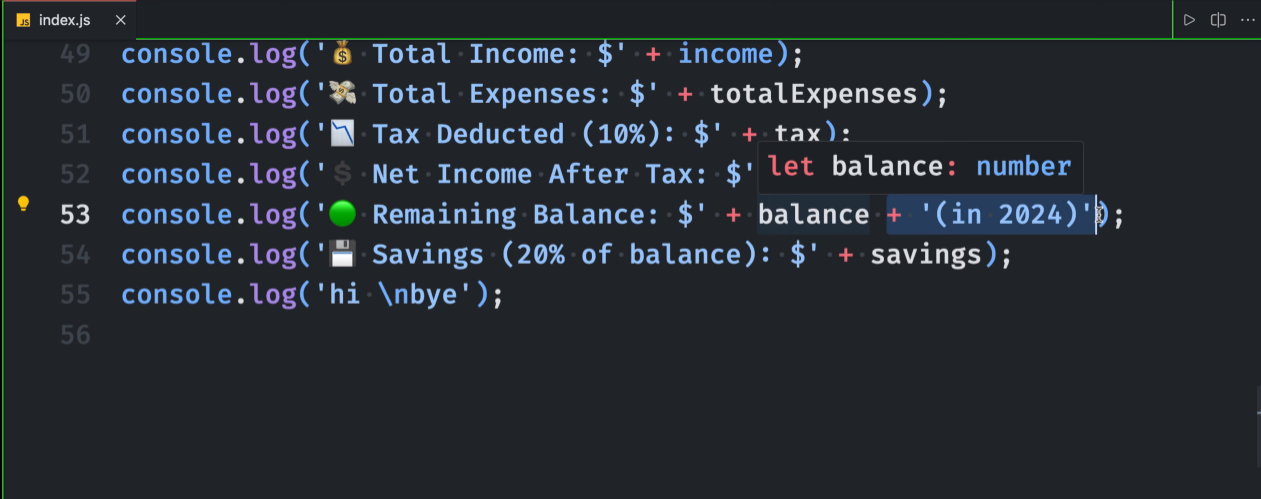 index.js
49 console.log('💰 Total Income: $' + income);
50 console.log('💸 Total Expenses: $' + totalExpenses);
51 console.log('📉 Tax Deducted (10%): $' + tax);
let balance: number
52 console.log('💲 Net Income After Tax: $'
53 console.log('🟢 Remaining Balance: $' + balance + '(in 2024)');
54 console.log('💾 Savings (20% of balance): $' + savings);
55 console.log('hi \nbye');
56